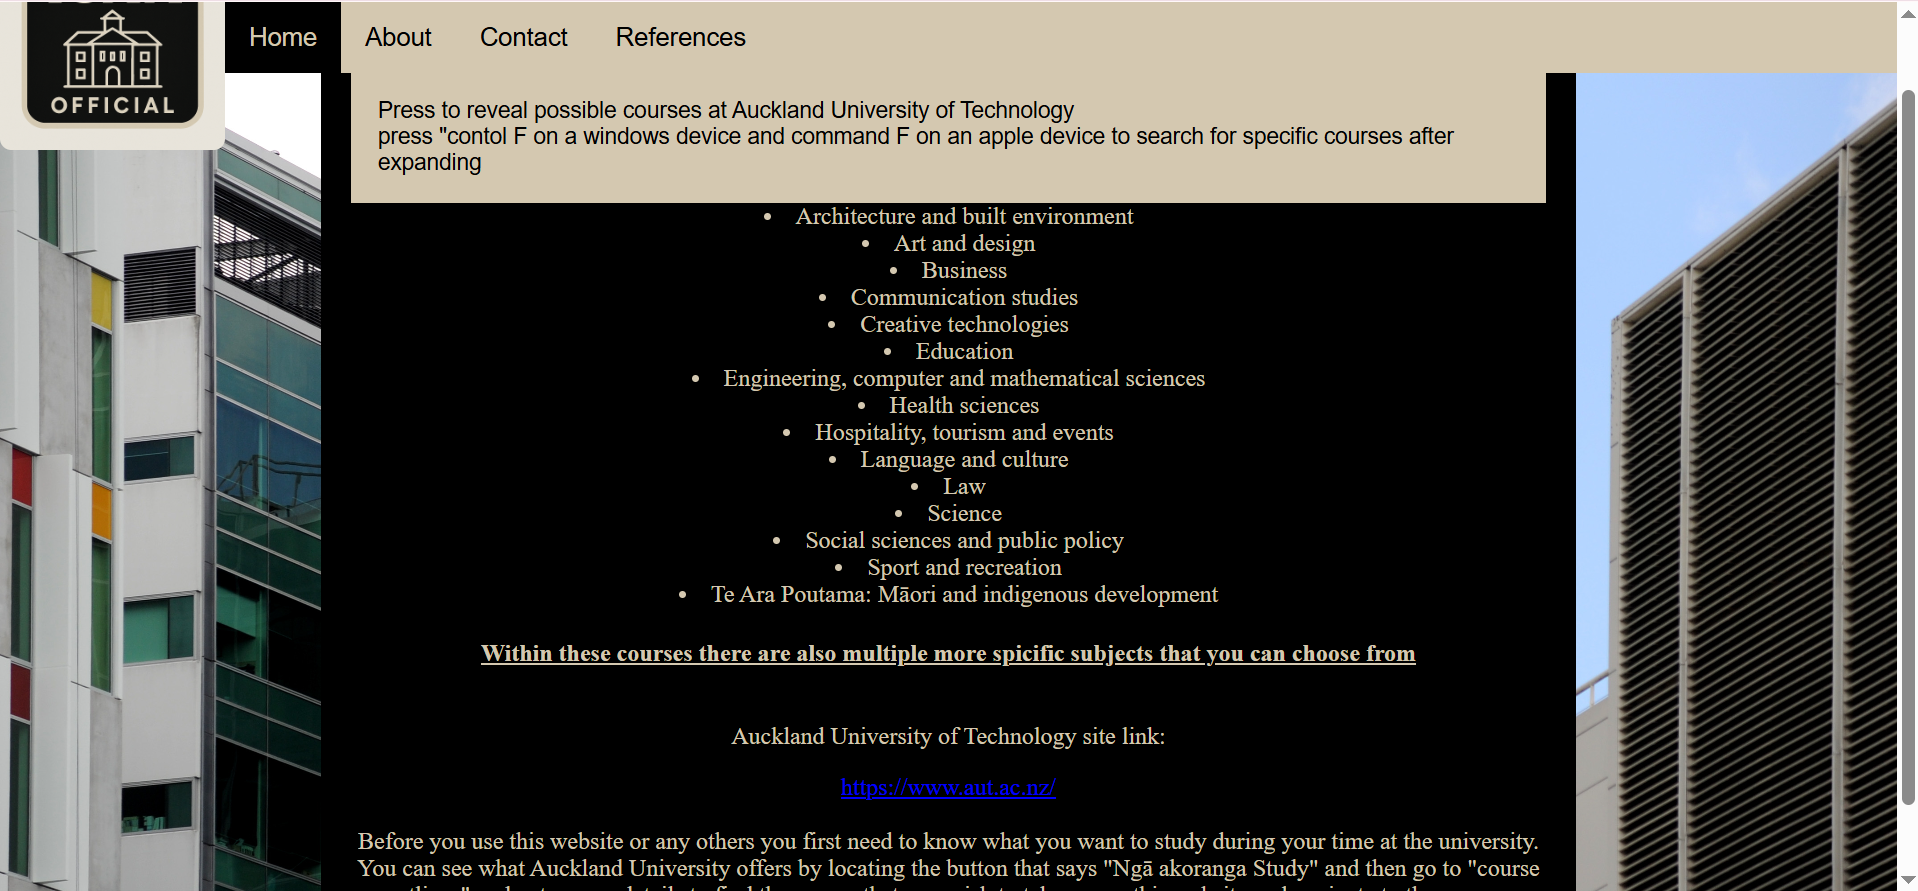 OFFICIAL
Home About Contact References
Press to reveal possible courses at Auckland University of Technology
press "contol F on a windows device and command F on an apple device to search for specific courses after
expanding
• Architecture and built environment
• Art and design
• Business
• Communication studies
• Creative technologies
• Education
• Engineering, computer and mathematical sciences
• Health sciences
• Hospitality, tourism and events
• Language and culture
• Law
• Science
• Social sciences and public policy
• Sport and recreation
• Te Ara Poutama: Māori and indigenous development
Within these courses there are also multiple more spicific subjects that you can choose from
Auckland University of Technology site link:
https://www.aut.ac.nz/
Before you use this website or any others you first need to know what you want to study during your time at the university.
You can see what Auckland University offers by locating the button that says "Ngā akoranga Study" and then go to "course